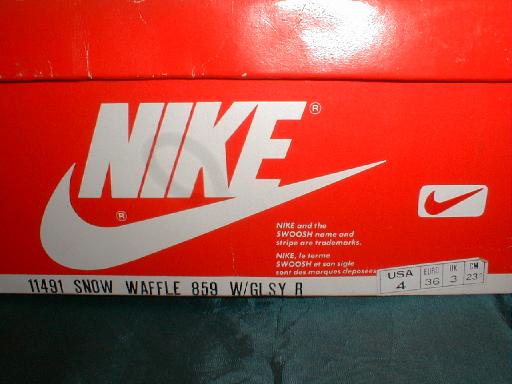 NIKE ®
®
NIKE and the
SWOOSH name and
stripe are trademarks.
NIKE, le terme
SWOOSH et son sigle
sont des marques deposées
USA EURO UK CM
4 36 3 23
11491 SNOW WAFFLE 859 W/GLSY R